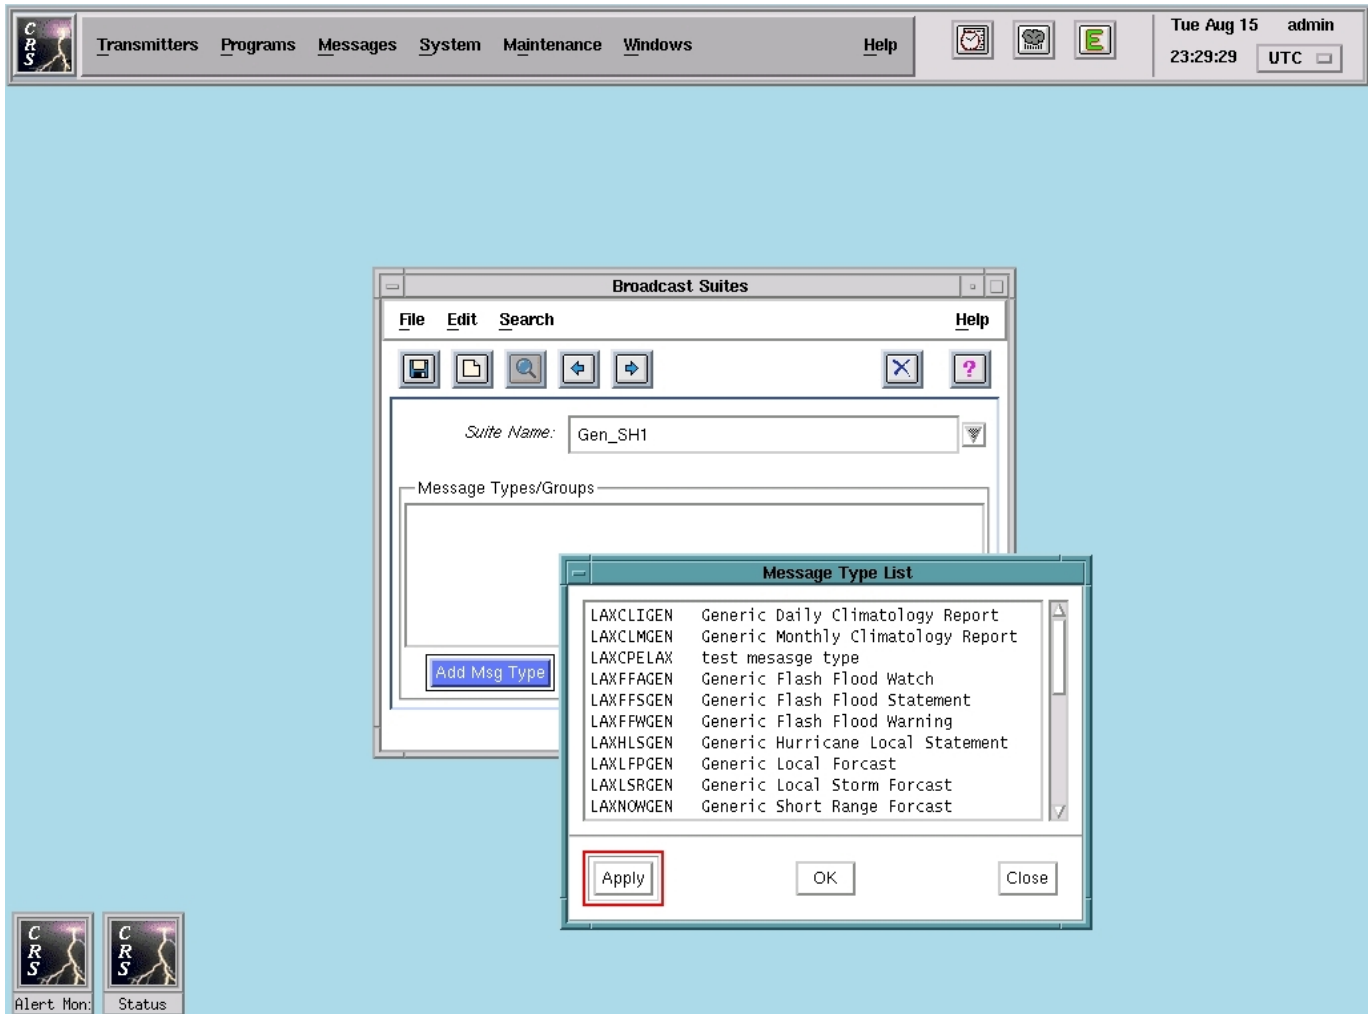 CRS
Transmitters Programs Messages System Maintenance Windows Help
E
Tue Aug 15 admin
23:29:29 UTC
Broadcast Suites
File Edit Search Help
?
Suite Name: Gen_SH1
Message Types/Groups
Add Msg Type
Message Type List
LAXCLIGEN Generic Daily Climatology Report
LAXCLMGEN Generic Monthly Climatology Report
LAXCPELAX test mesasge type
LAXFFAGEN Generic Flash Flood Watch
LAXFFSGEN Generic Flash Flood Statement
LAXFFWGEN Generic Flash Flood Warning
LAXHLSGEN Generic Hurricane Local Statement
LAXLFPGEN Generic Local Forcast
LAXLSRGEN Generic Local Storm Forcast
LAXNOWGEN Generic Short Range Forcast
Apply OK Close
CRS CRS
Alert Mon: Status